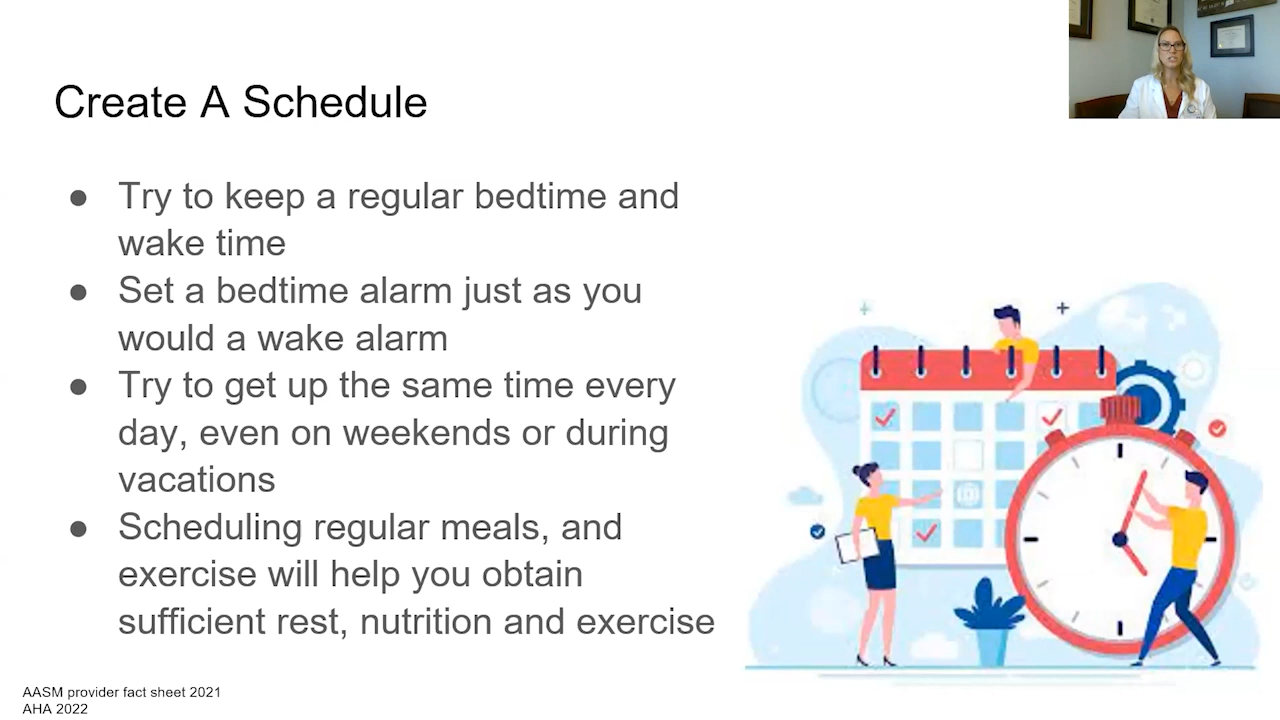 Create A Schedule
● Try to keep a regular bedtime and
wake time
● Set a bedtime alarm just as you
would a wake alarm
● Try to get up the same time every
day, even on weekends or during
vacations
● Scheduling regular meals, and
exercise will help you obtain
sufficient rest, nutrition and exercise
AASM provider fact sheet 2021
AHA 2022